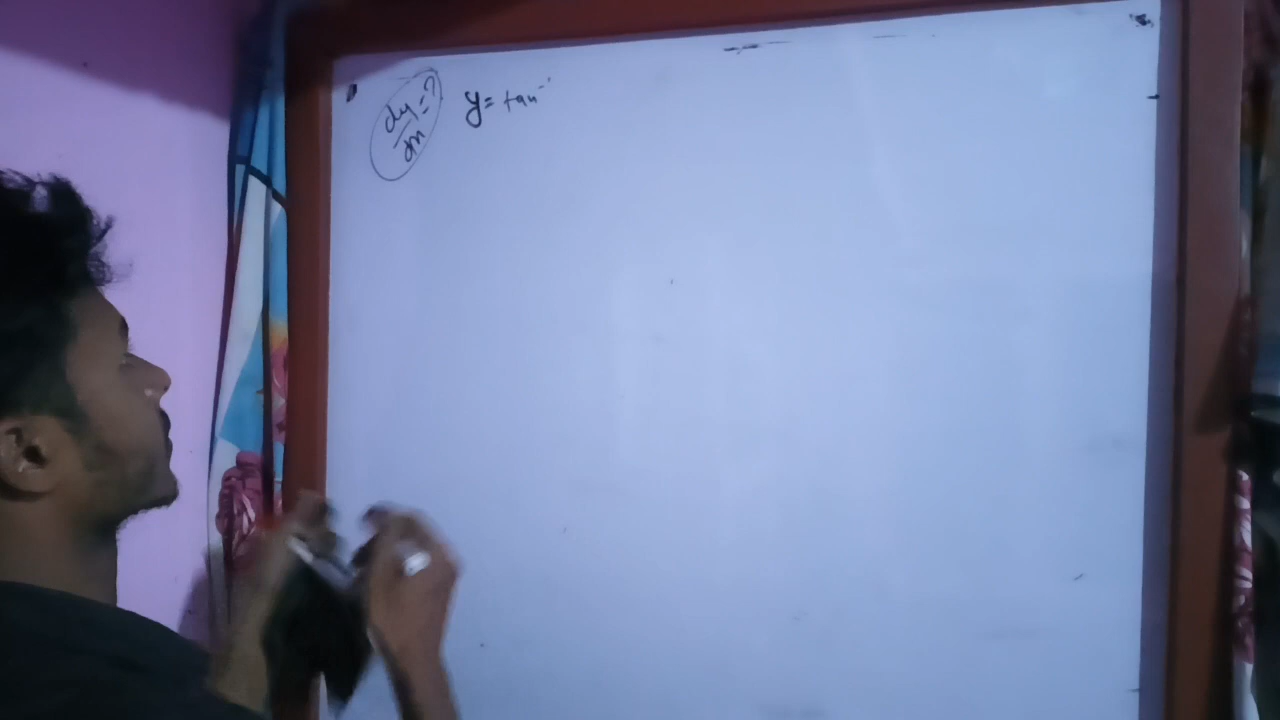 dy/dx=? y= tan⁻¹